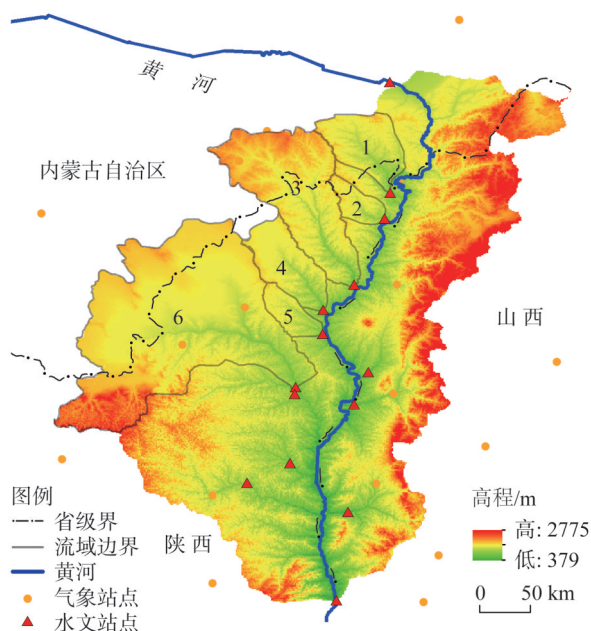 黄河
内蒙古自治区
1
3
2
4
5
6
山西
陕西
图例
省级界
流域边界
黄河
气象站点
水文站点
高程/m
高: 2775
低: 379
0 50 km